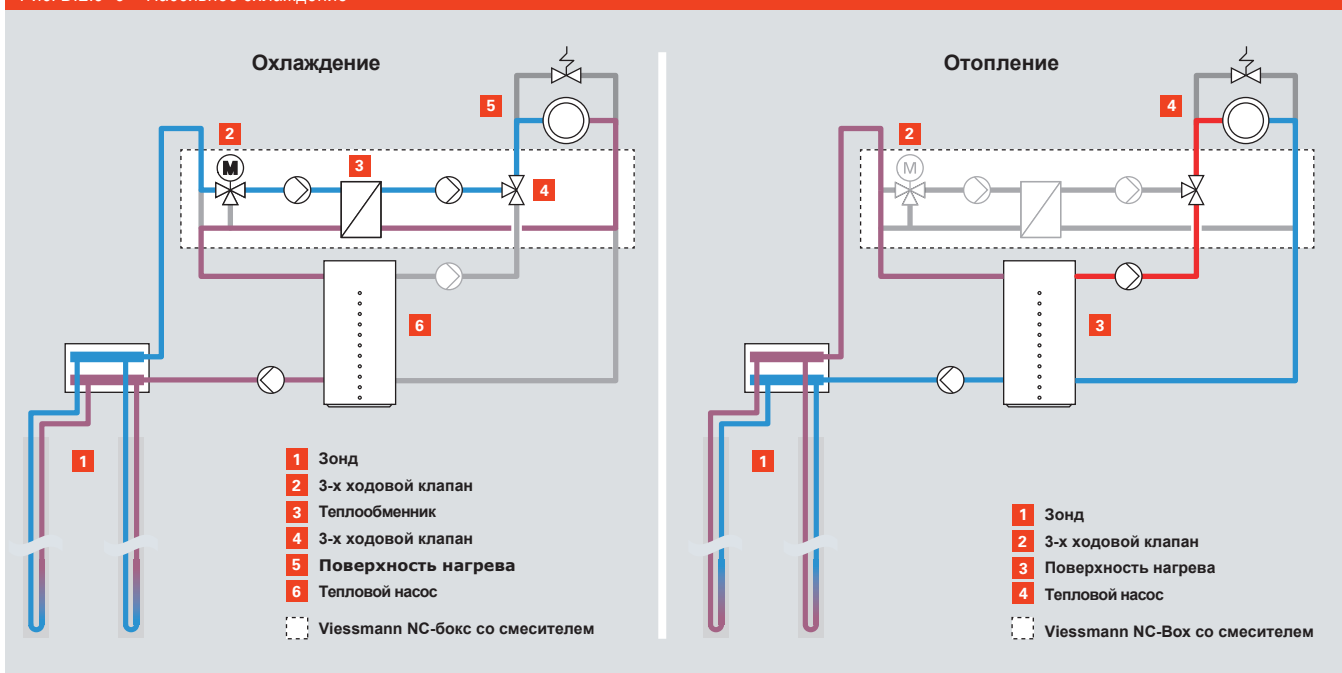 Охлаждение
5
2
3
M
4
6
1
1 Зонд
2 3-х ходовой клапан
3 Теплообменник
4 3-х ходовой клапан
5 Поверхность нагрева
6 Тепловой насос
Viessmann NC-бокс со смесителем
Отопление
4
2
M
3
1
1 Зонд
2 3-х ходовой клапан
3 Поверхность нагрева
4 Тепловой насос
Viessmann NC-Box со смесителем